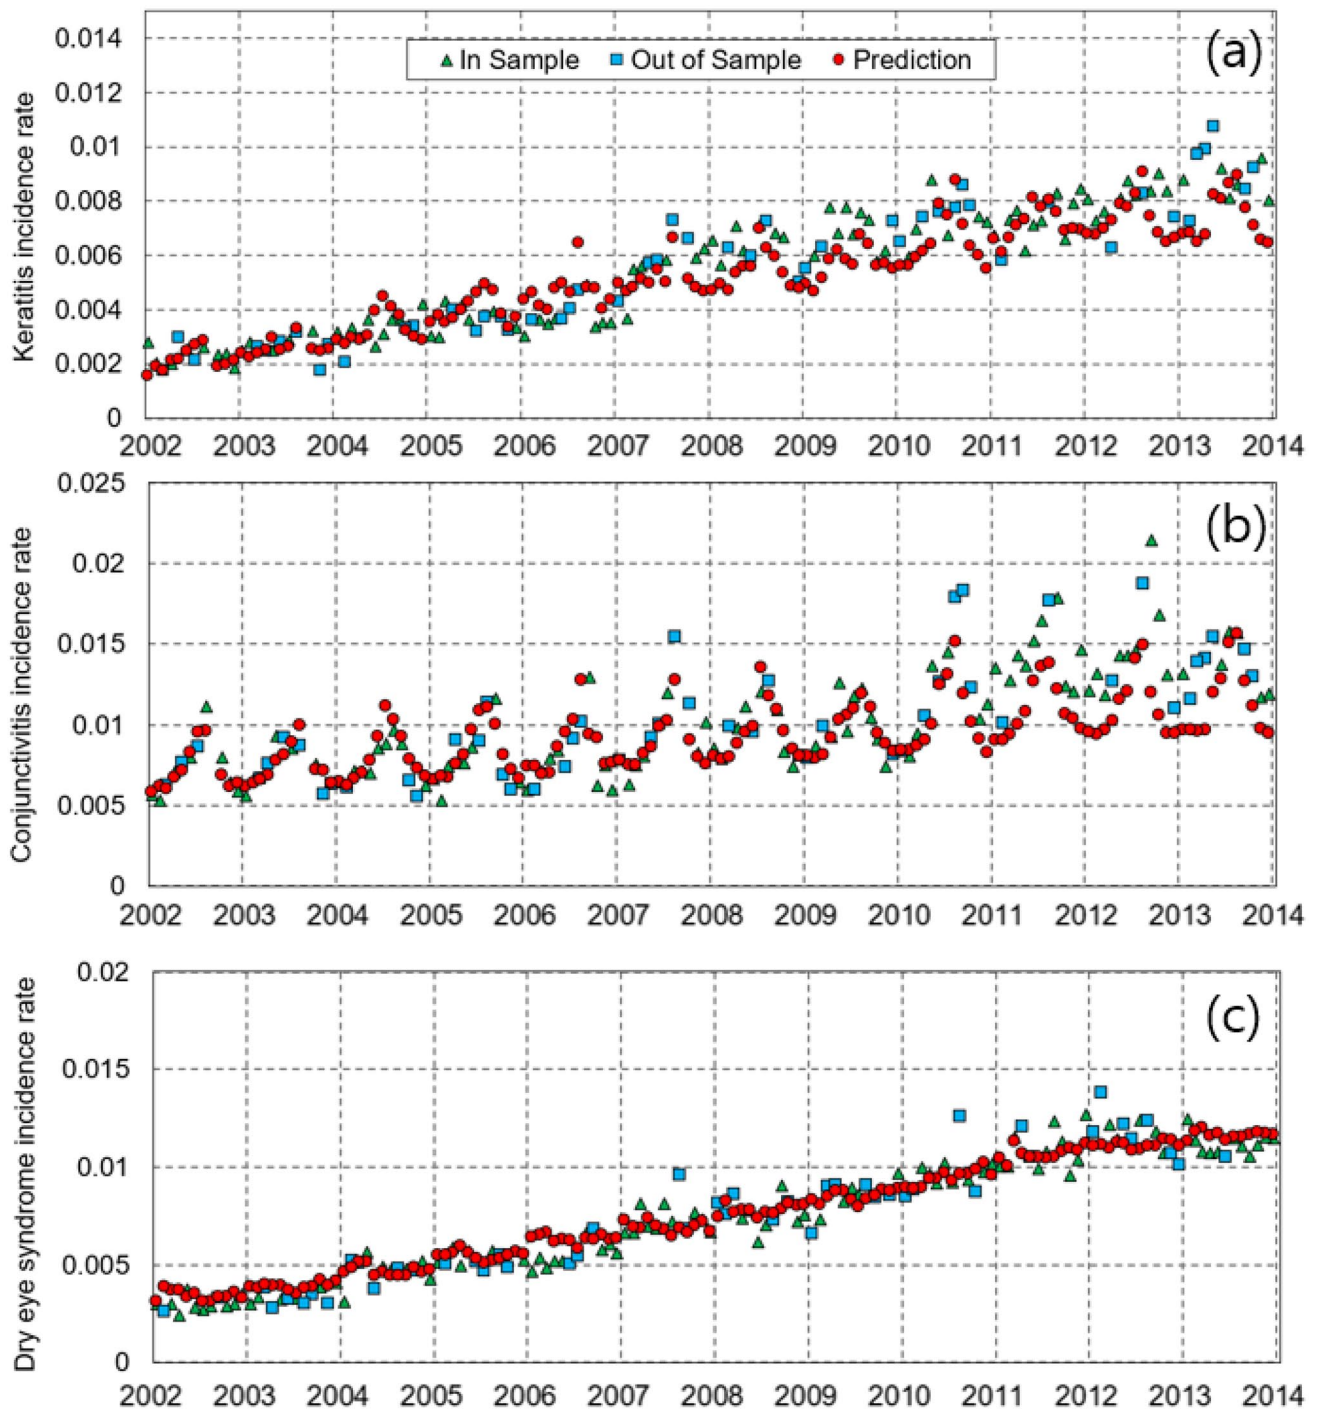 (a)
In Sample Out of Sample Prediction
Keratitis incidence rate
0.014
0.012
0.01
0.008
0.006
0.004
0.002
0
2002 2003 2004 2005 2006 2007 2008 2009 2010 2011 2012 2013 2014
(b)
Conjunctivitis incidence rate
0.025
0.02
0.015
0.01
0.005
0
2002 2003 2004 2005 2006 2007 2008 2009 2010 2011 2012 2013 2014
(c)
Dry eye syndrome incidence rate
0.02
0.015
0.010
0.005
0
2002 2003 2004 2005 2006 2007 2008 2009 2010 2011 2012 2013 2014